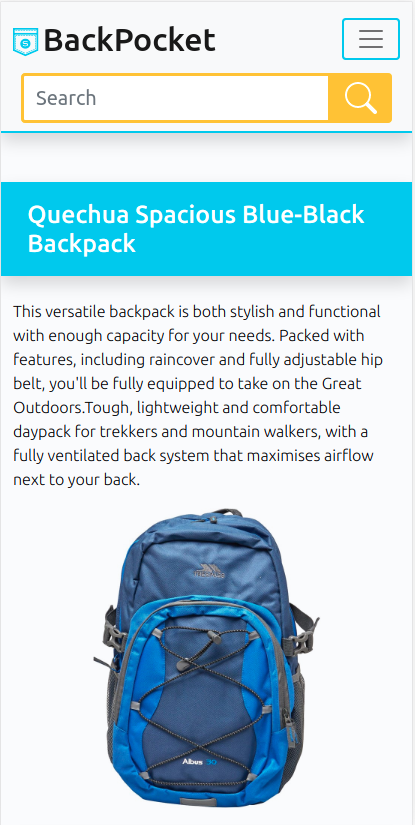 BackPocket
Search
Quechua Spacious Blue-Black
Backpack
This versatile backpack is both stylish and functional
with enough capacity for your needs. Packed with
features, including raincover and fully adjustable hip
belt, you'll be fully equipped to take on the Great
Outdoors.Tough, lightweight and comfortable
daypack for trekkers and mountain walkers, with a
fully ventilated back system that maximises airflow
next to your back.
Albus